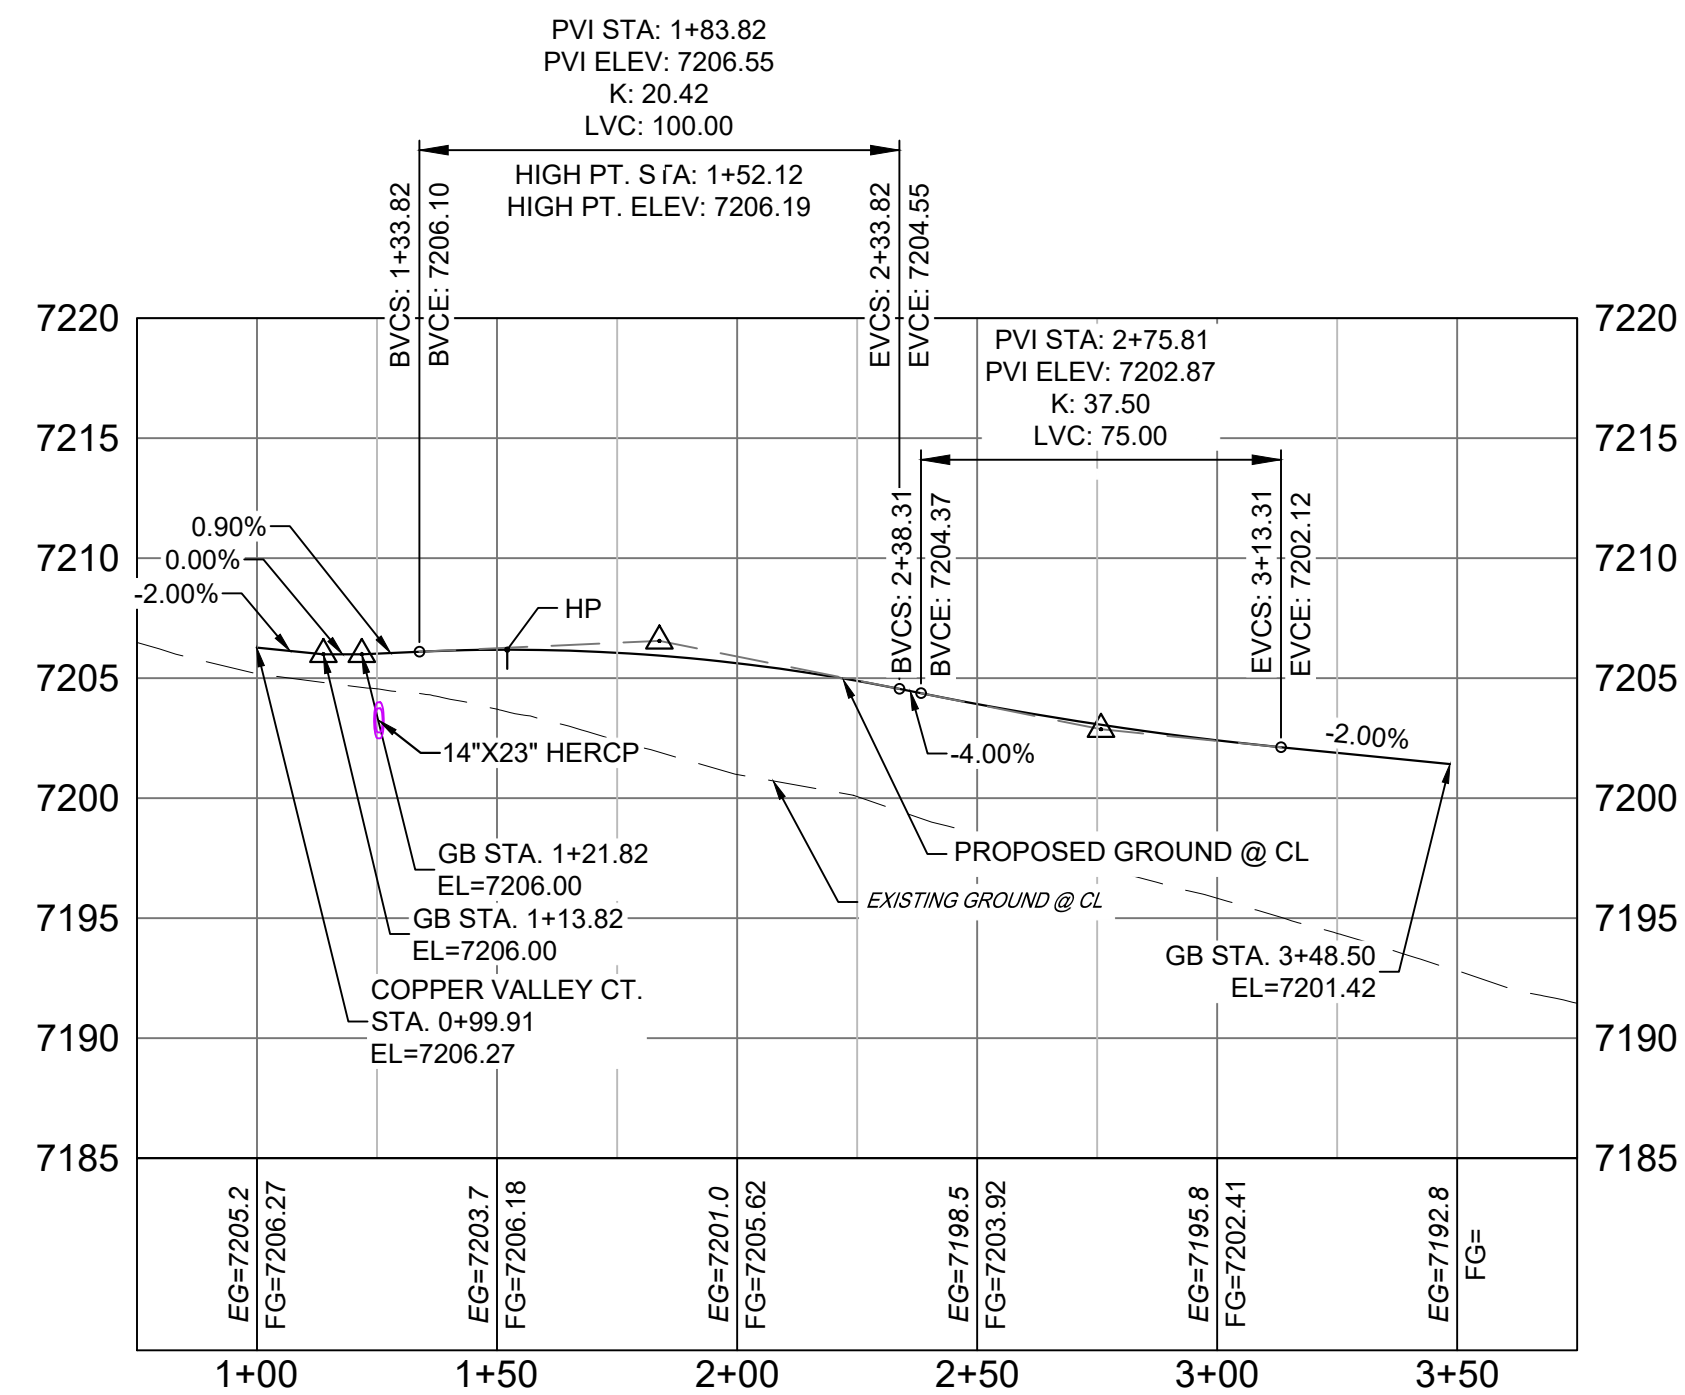 PVI STA: 1+83.82
PVI ELEV: 7206.55
K: 20.42
LVC: 100.00
HIGH PT. STA: 1+52.12
HIGH PT. ELEV: 7206.19
BVCS: 1+33.82
BVCE: 7206.10
EVCS: 2+33.82
EVCE: 7204.55
7220
7220
PVI STA: 2+75.81
PVI ELEV: 7202.87
K: 37.50
LVC: 75.00
7215
7215
BVCS: 2+38.31
BVCE: 7204.37
EVCS: 3+13.31
EVCE: 7202.12
0.90%
0.00%
-2.00%
7210
7210
HP
7205
7205
14"X23" HERCP
-4.00%
-2.00%
7200
7200
GB STA. 1+21.82
EL=7206.00
PROPOSED GROUND @ CL
EXISTING GROUND @ CL
7195
7195
GB STA. 1+13.82
EL=7206.00
GB STA. 3+48.50
EL=7201.42
COPPER VALLEY CT.
STA. 0+99.91
EL=7206.27
7190
7190
7185
7185
EG=7205.2
FG=7206.27
EG=7203.7
FG=7206.18
EG=7201.0
FG=7205.62
EG=7198.5
FG=7203.92
EG=7195.8
FG=7202.41
EG=7192.8
FG=
1+00
1+50
2+00
2+50
3+00
3+50